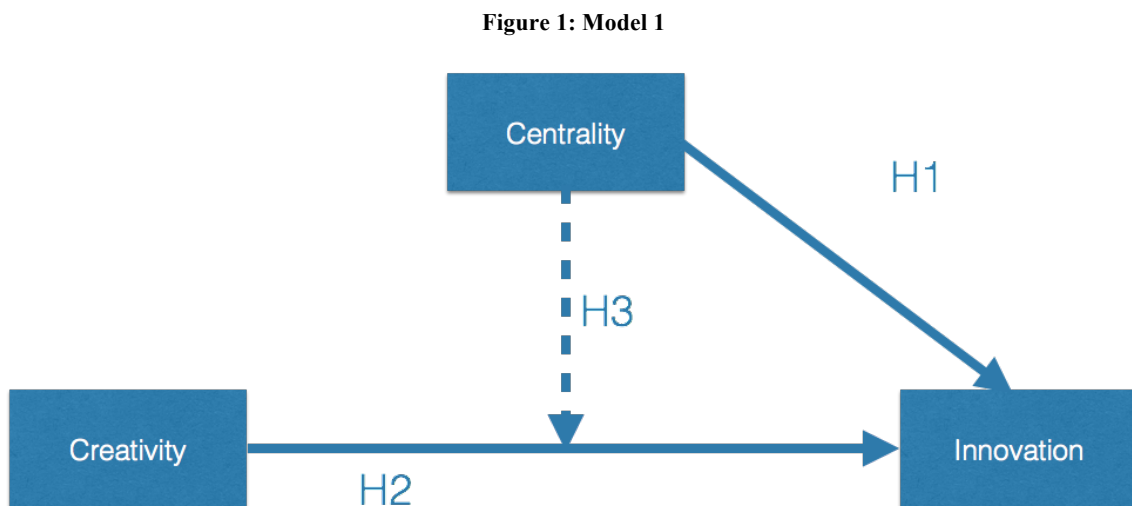 Figure 1: Model 1
Centrality
H1
H3
Creativity
Innovation
H2